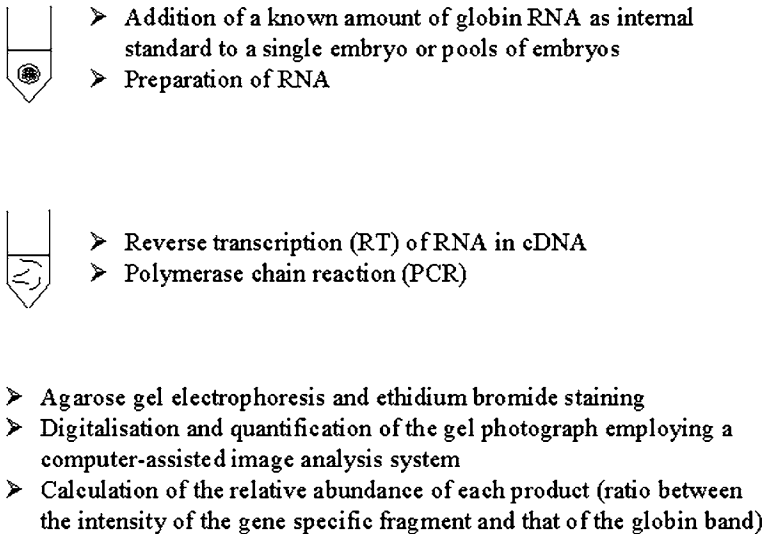 ➤ Addition of a known amount of globin RNA as internal
standard to a single embryo or pools of embryos
➤ Preparation of RNA
➤ Reverse transcription (RT) of RNA in cDNA
➤ Polymerase chain reaction (PCR)
➤ Agarose gel electrophoresis and ethidium bromide staining
➤ Digitalisation and quantification of the gel photograph employing a
computer-assisted image analysis system
➤ Calculation of the relative abundance of each product (ratio between
the intensity of the gene specific fragment and that of the globin band)